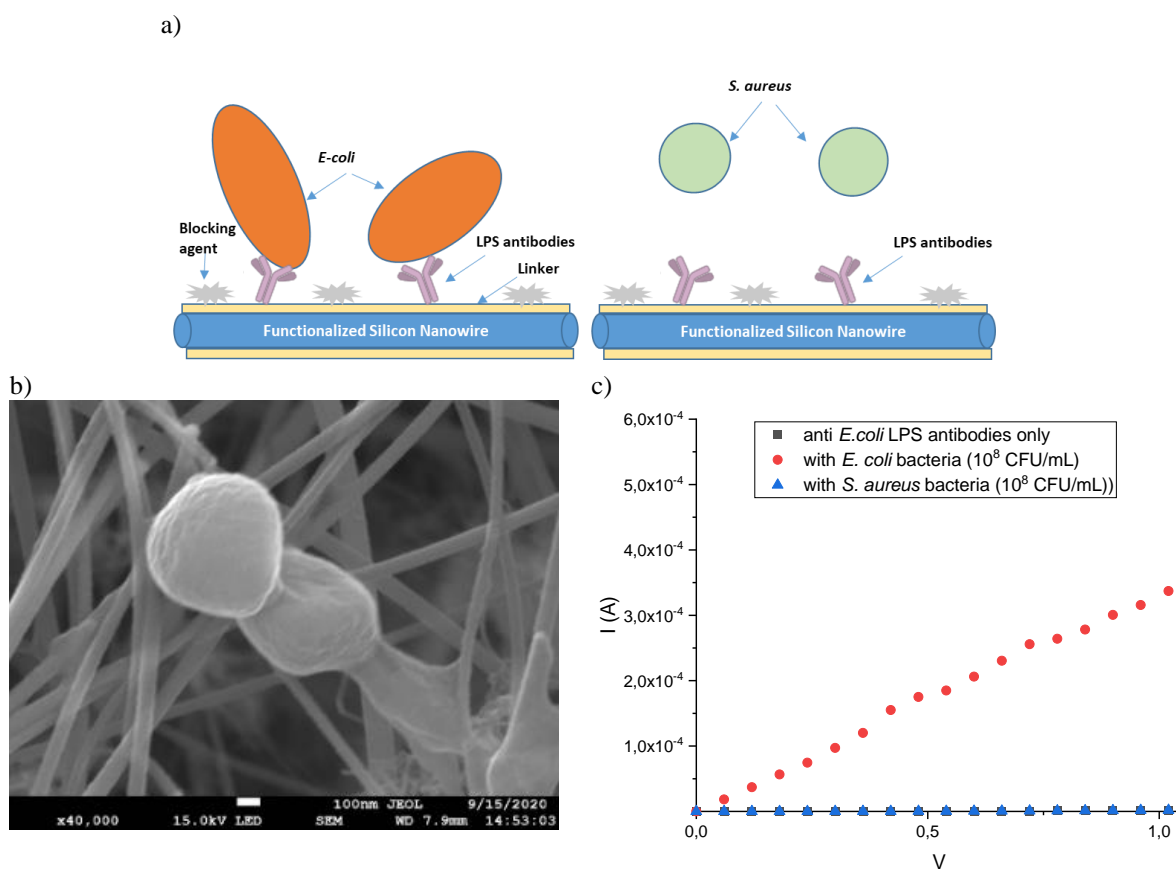 a)
S. aureus
E-coli
Blocking
agent
LPS antibodies
Linker
LPS antibodies
Functionalized Silicon Nanowire
Functionalized Silicon Nanowire
b)
100nm JEOL 9/15/2020
x40,000 15.0kV LED SEM WD 7.9mm 14:53:03
c)
6,0x10⁻⁴
5,0x10⁻⁴
4,0x10⁻⁴
3,0x10⁻⁴
2,0x10⁻⁴
1,0x10⁻⁴
I (A)
anti E.coli LPS antibodies only
with E. coli bacteria (10⁸ CFU/mL)
with S. aureus bacteria (10⁸ CFU/mL))
0,0 0,5 1,0
V